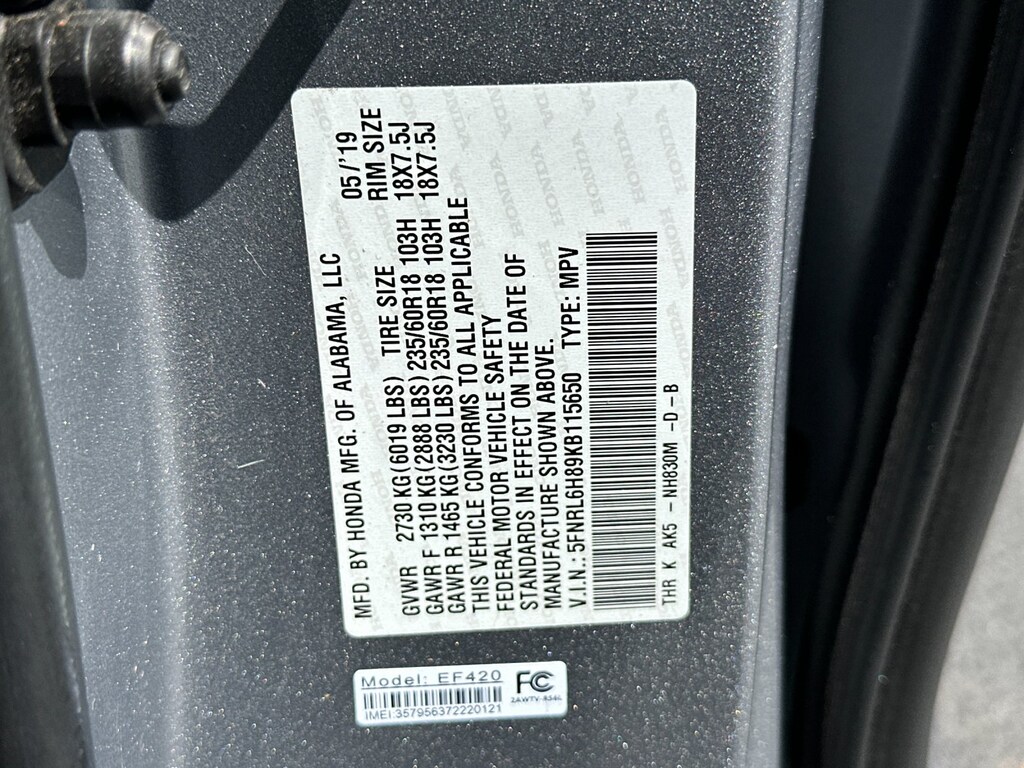 MFD. BY HONDA MFG. OF ALABAMA, LLC 05/'19
GVWR 2730 KG (6019 LBS) TIRE SIZE RIM SIZE
GAWR F 1310 KG (2888 LBS) 235/60R18 103H 18X7.5J
GAWR R 1465 KG (3230 LBS) 235/60R18 103H 18X7.5J
THIS VEHICLE CONFORMS TO ALL APPLICABLE
FEDERAL MOTOR VEHICLE SAFETY
STANDARDS IN EFFECT ON THE DATE OF
MANUFACTURE SHOWN ABOVE.
V.I.N.: 5FNRL6H89KB115650 TYPE: MPV
THR K AK5 - NH830M -D-B
Model: EF420
IMEI:357956372220121
FC